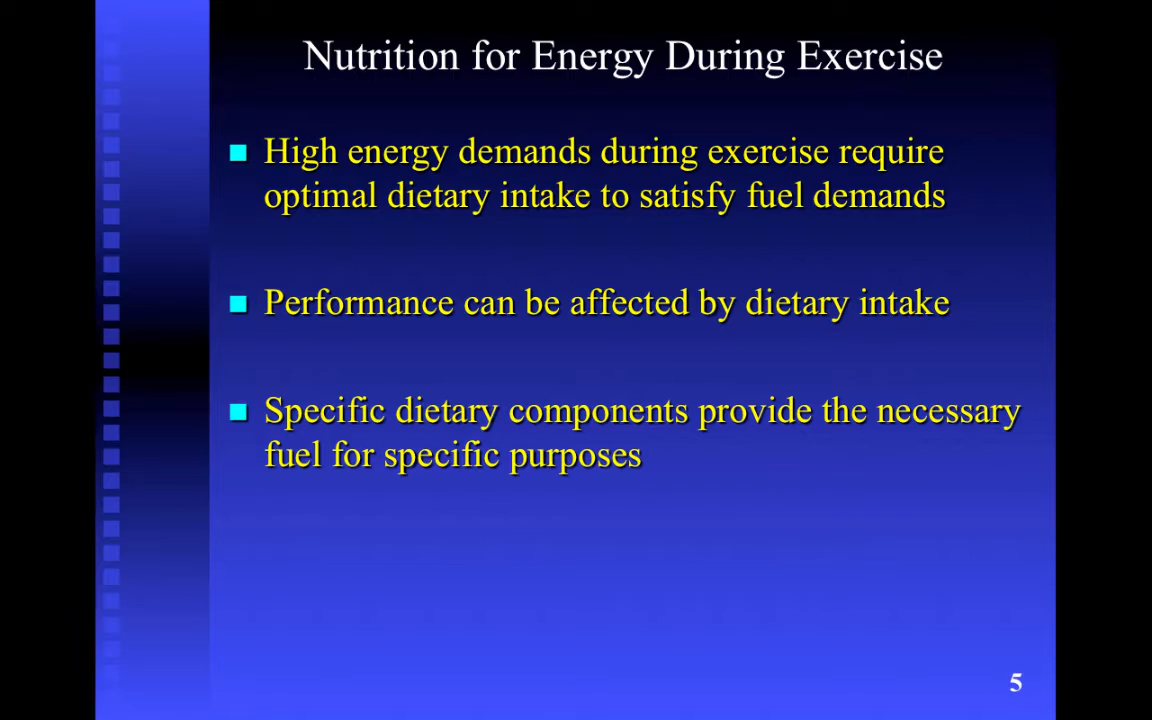 Nutrition for Energy During Exercise
High energy demands during exercise require
optimal dietary intake to satisfy fuel demands
Performance can be affected by dietary intake
Specific dietary components provide the necessary
fuel for specific purposes
5